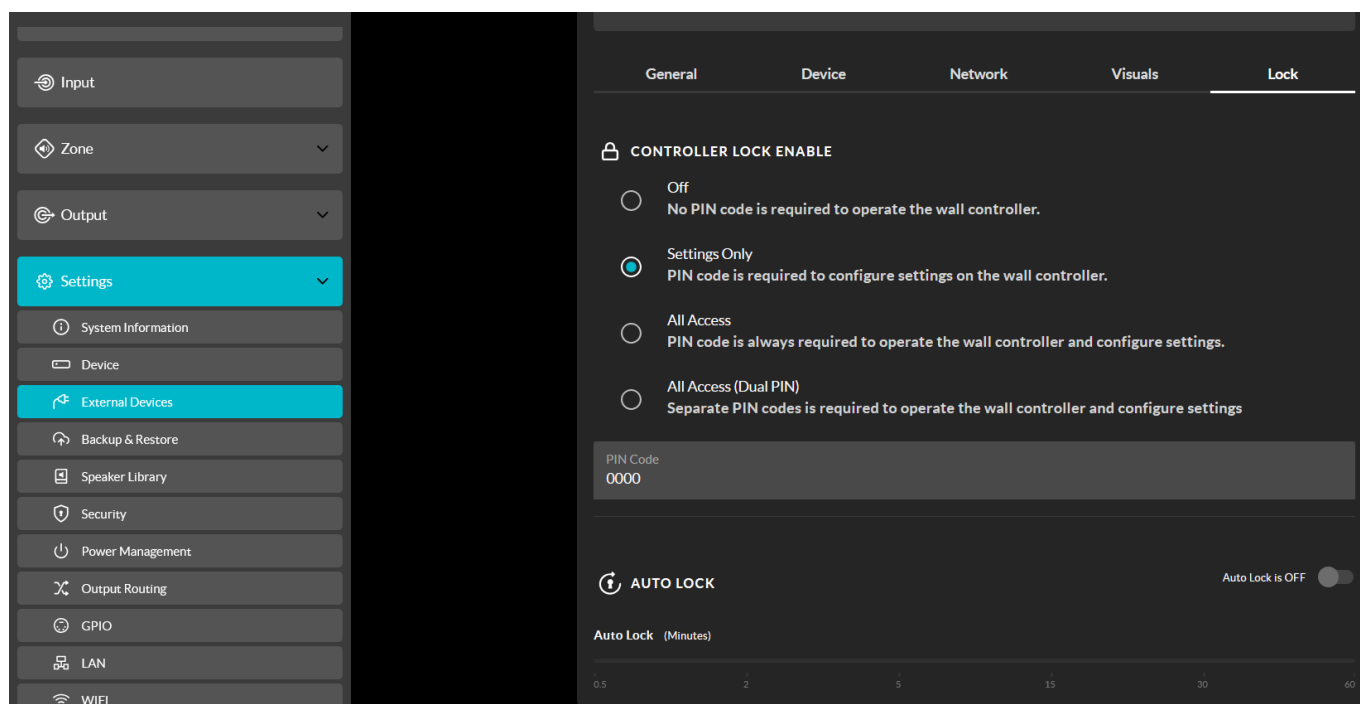 Input
Zone
Output
Settings
System Information
Device
External Devices
Backup & Restore
Speaker Library
Security
Power Management
Output Routing
GPIO
LAN
WIFI
General
Device
Network
Visuals
Lock
CONTROLLER LOCK ENABLE
Off
No PIN code is required to operate the wall controller.
Settings Only
PIN code is required to configure settings on the wall controller.
All Access
PIN code is always required to operate the wall controller and configure settings.
All Access (Dual PIN)
Separate PIN codes is required to operate the wall controller and configure settings
PIN Code
0000
AUTO LOCK
Auto Lock is OFF
Auto Lock (Minutes)
0.5 2 5 15 30 60